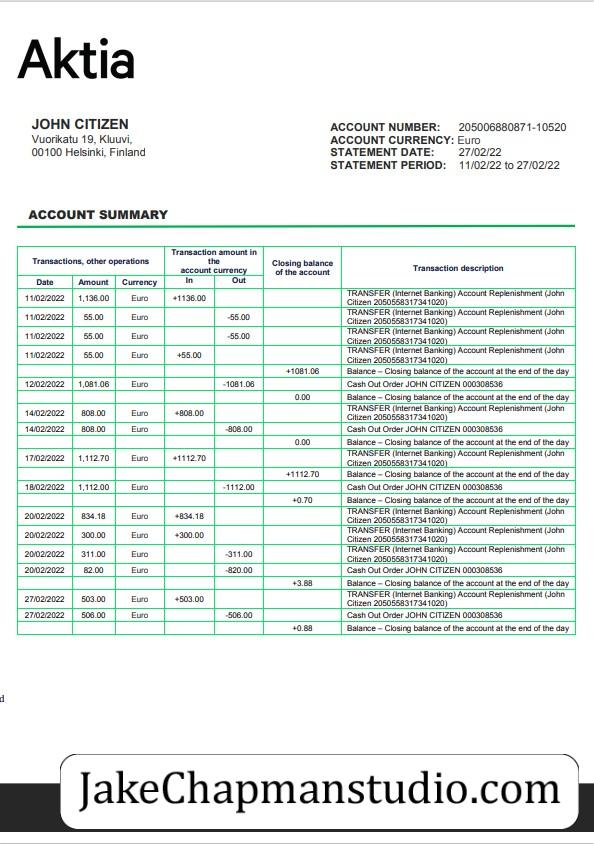 Aktia
JOHN CITIZEN
Vuorikatu 19, Kluuvi,
00100 Helsinki, Finland
ACCOUNT NUMBER: 205006880871-10520
ACCOUNT CURRENCY: Euro
STATEMENT DATE: 27/02/22
STATEMENT PERIOD: 11/02/22 to 27/02/22
ACCOUNT SUMMARY
Transactions, other operations
Transaction amount in
the
account currency
Closing balance
of the account
Transaction description
Date Amount Currency In Out
11/02/2022 1,136.00 Euro +1136.00 TRANSFER (Internet Banking) Account Replenishment (John
Citizen 2050558317341020)
11/02/2022 55.00 Euro -55.00 TRANSFER (Internet Banking) Account Replenishment (John
Citizen 2050558317341020)
11/02/2022 55.00 Euro -55.00 TRANSFER (Internet Banking) Account Replenishment (John
Citizen 2050558317341020)
11/02/2022 55.00 Euro +55.00 TRANSFER (Internet Banking) Account Replenishment (John
Citizen 2050558317341020)
+1081.06 Balance – Closing balance of the account at the end of the day
12/02/2022 1,081.06 Euro -1081.06 Cash Out Order JOHN CITIZEN 000308536
0.00 Balance – Closing balance of the account at the end of the day
14/02/2022 808.00 Euro +808.00 TRANSFER (Internet Banking) Account Replenishment (John
Citizen 2050558317341020)
14/02/2022 808.00 Euro -808.00 Cash Out Order JOHN CITIZEN 000308536
0.00 Balance – Closing balance of the account at the end of the day
17/02/2022 1,112.70 Euro +1112.70 TRANSFER (Internet Banking) Account Replenishment (John
Citizen 2050558317341020)
+1112.70 Balance – Closing balance of the account at the end of the day
18/02/2022 1,112.00 Euro -1112.00 Cash Out Order JOHN CITIZEN 000308536
+0.70 Balance – Closing balance of the account at the end of the day
20/02/2022 834.18 Euro +834.18 TRANSFER (Internet Banking) Account Replenishment (John
Citizen 2050558317341020)
20/02/2022 300.00 Euro +300.00 TRANSFER (Internet Banking) Account Replenishment (John
Citizen 2050558317341020)
20/02/2022 311.00 Euro -311.00 TRANSFER (Internet Banking) Account Replenishment (John
Citizen 2050558317341020)
20/02/2022 82.00 Euro -820.00 Cash Out Order JOHN CITIZEN 000308536
+3.88 Balance – Closing balance of the account at the end of the day
27/02/2022 503.00 Euro +503.00 TRANSFER (Internet Banking) Account Replenishment (John
Citizen 2050558317341020)
27/02/2022 506.00 Euro -506.00 Cash Out Order JOHN CITIZEN 000308536
+0.88 Balance – Closing balance of the account at the end of the day
d
JakeChapmanstudio.com